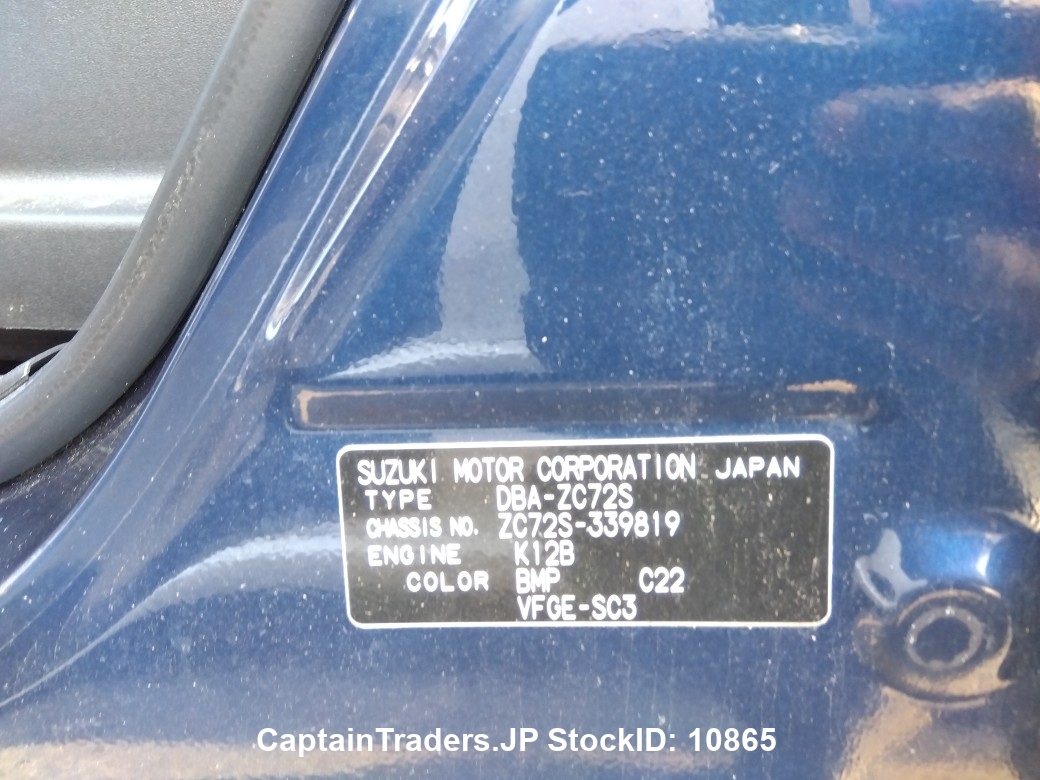 SUZUKI MOTOR CORPORATION JAPAN
TYPE DBA-ZC72S
CHASSIS NO. ZC72S-339819
ENGINE K12B
COLOR BMP C22
VFGE-SC3
CaptainTraders.JP StockID: 10865